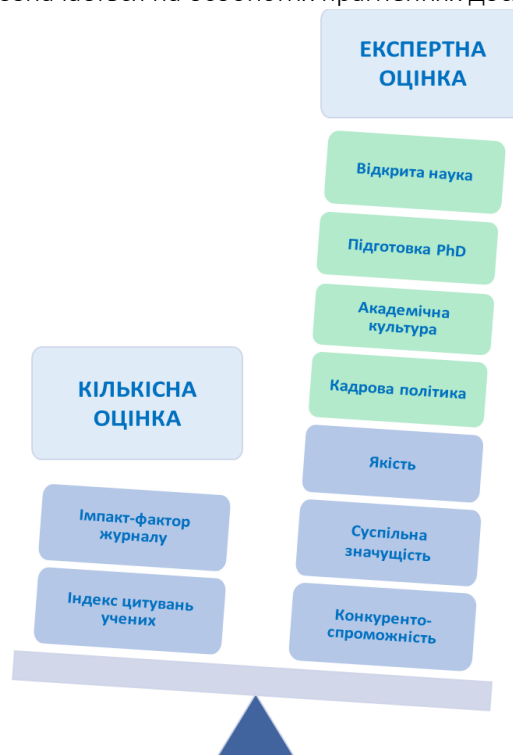 ЕКСПЕРТНА
ОЦІНКА
Відкрита наука
Підготовка PhD
Академічна
культура
Кадрова політика
Якість
Суспільна
значущість
Конкуренто-
спроможність
КІЛЬКІСНА
ОЦІНКА
Імпакт-фактор
журналу
Індекс цитувань
учених